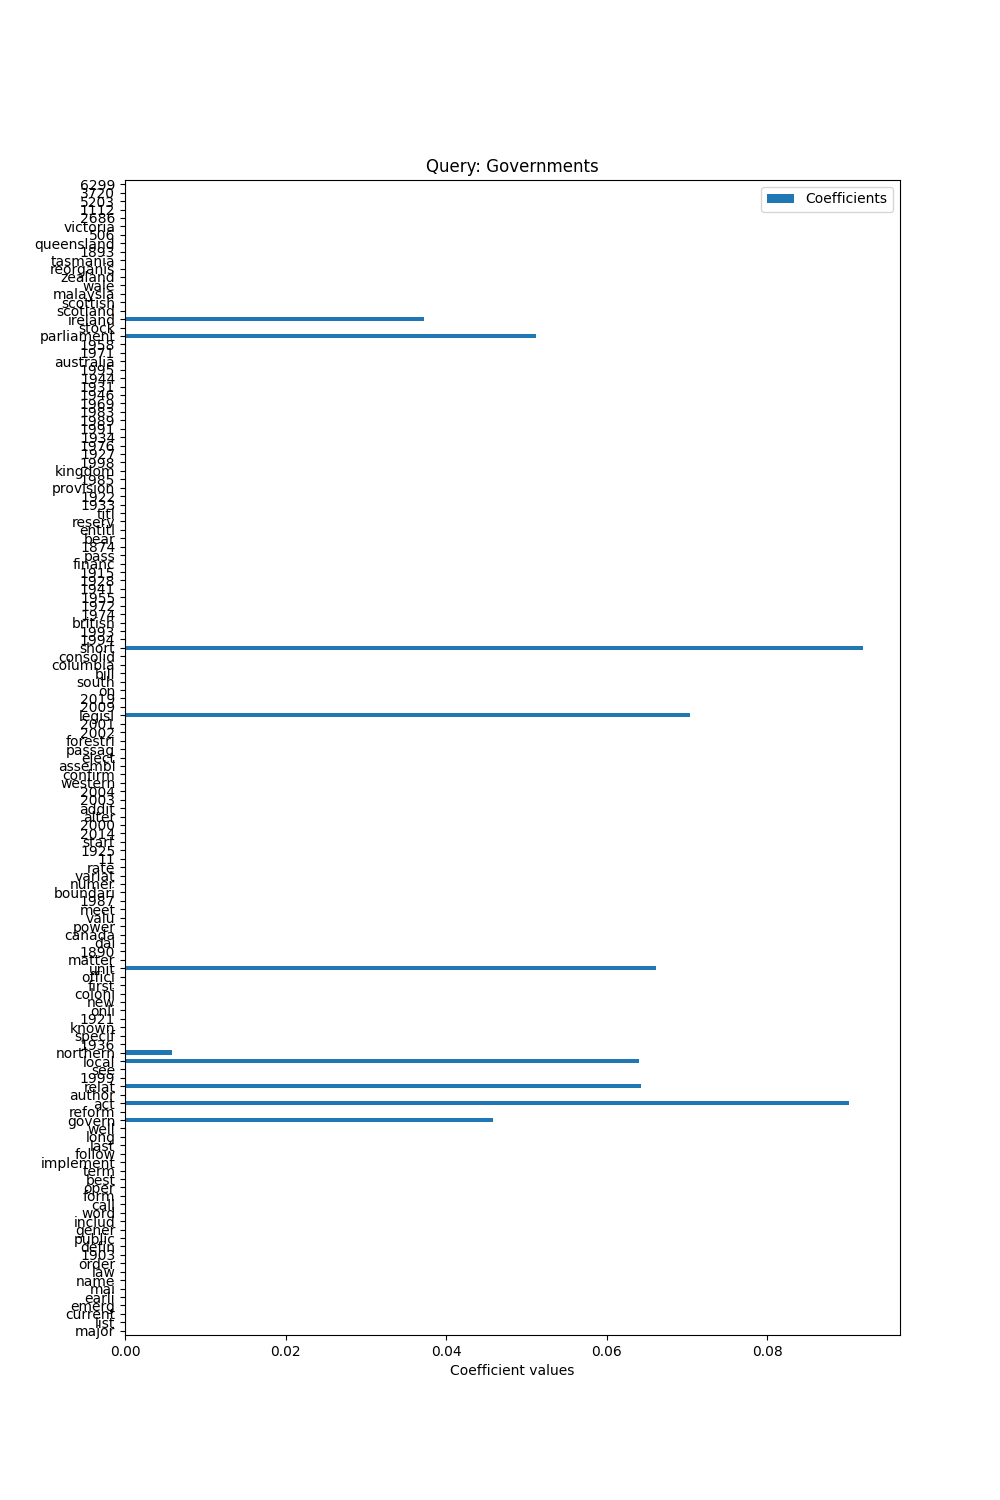 Query: Governments
Coefficients
6299
3720
5203
1112
2686
victoria
506
queensland
1893
tasmania
reorganis
zealand
wale
malaysia
scottish
scotland
ireland
stock
parliament
1958
1971
australia
1995
1944
1931
1946
1969
1983
1989
1991
1934
1976
1927
1998
kingdom
1985
provision
1922
1933
titl
reserv
entitl
bear
1874
pass
financ
1915
1928
1941
1955
1972
1974
british
1993
1994
short
consolid
columbia
bill
south
on
2019
2009
legisl
2001
2002
forestri
passag
elect
assembl
confirm
western
2004
2003
addit
alter
2000
2014
start
1925
11
rate
variat
numer
boundari
1987
meet
valu
power
canada
dai
1890
matter
unit
offici
first
coloni
new
onli
1921
known
specif
1936
northern
local
see
1999
relat
author
act
reform
govern
well
long
last
follow
implement
term
best
oper
form
call
word
includ
gener
public
defin
1903
order
law
name
mai
earli
emerg
current
list
major
0.00 0.02 0.04 0.06 0.08
Coefficient values